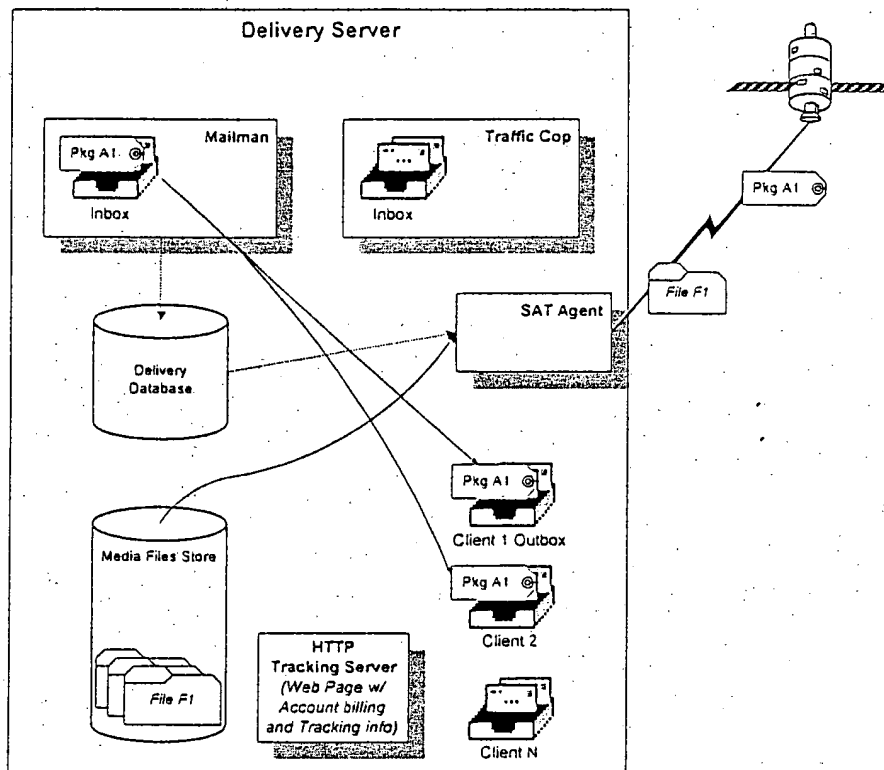 Delivery Server
Mailman
Pkg A1
Inbox
Traffic Cop
Inbox
Pkg A1
File F1
SAT Agent
Delivery
Database
Pkg A1
Client 1 Outbox
Media Files Store
Pkg A1
Client 2
HTTP
Tracking Server
(Web Page w/
Account billing
and Tracking info)
File F1
Client N